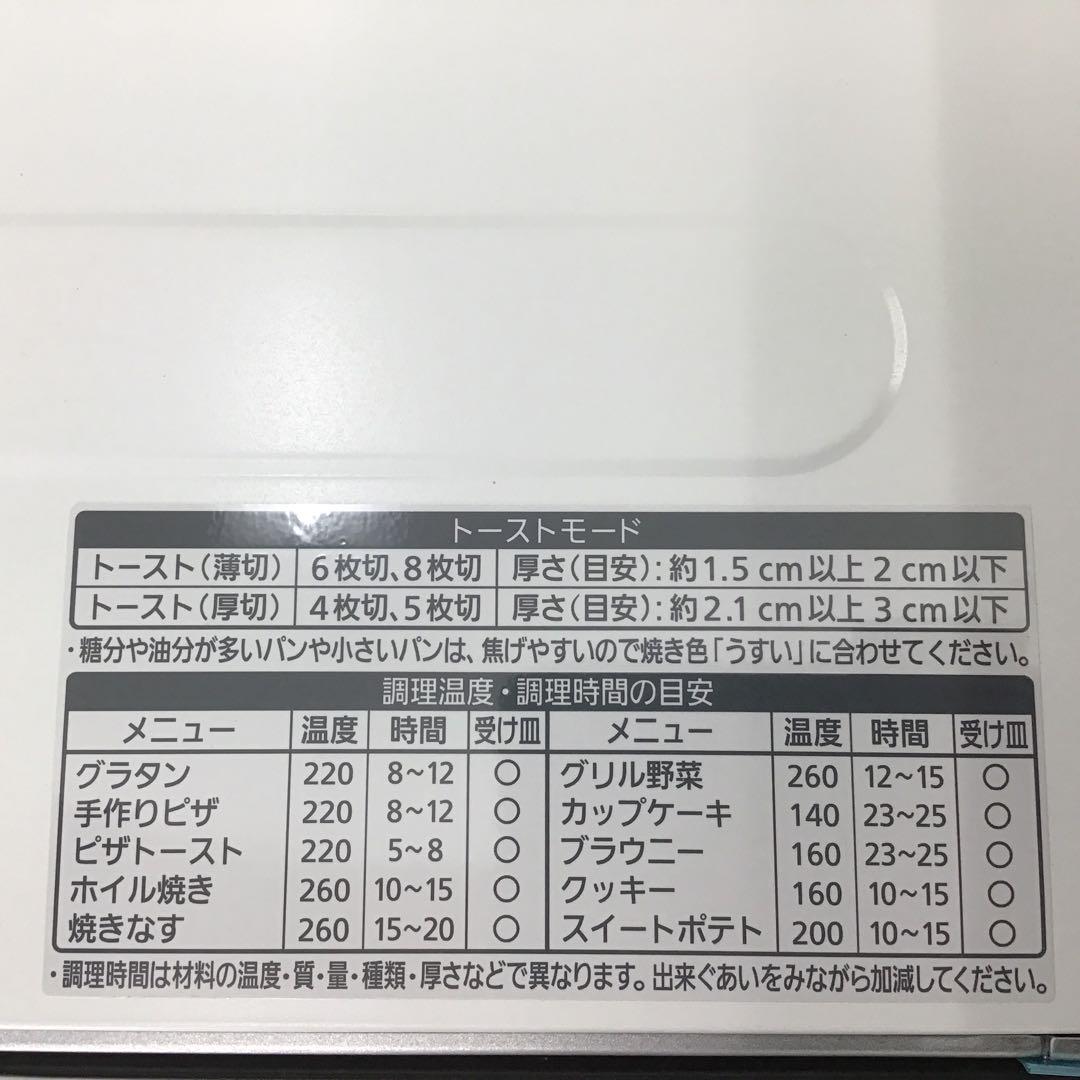 トーストモード
トースト(薄切) 6枚切、8枚切 厚さ(目安):約1.5 cm以上 2 cm以下
トースト(厚切) 4枚切、5枚切 厚さ(目安):約2.1 cm以上 3 cm以下
・糖分や油分が多いパンや小さいパンは、焦げやすいので焼き色「うすい」に合わせてください。
調理温度・調理時間の目安
メニュー 温度 時間 受け皿 メニュー 温度 時間 受け皿
グラタン 220 8~12 ○ グリル野菜 260 12~15 ○
手作りピザ 220 8~12 ○ カップケーキ 140 23~25 ○
ピザトースト 220 5~8 ○ ブラウニー 160 23~25 ○
ホイル焼き 260 10~15 ○ クッキー 160 10~15 ○
焼きなす 260 15~20 ○ スイートポテト 200 10~15 ○
・調理時間は材料の温度・質・量・種類・厚さなどで異なります。出来ぐあいをみながら加減してください。